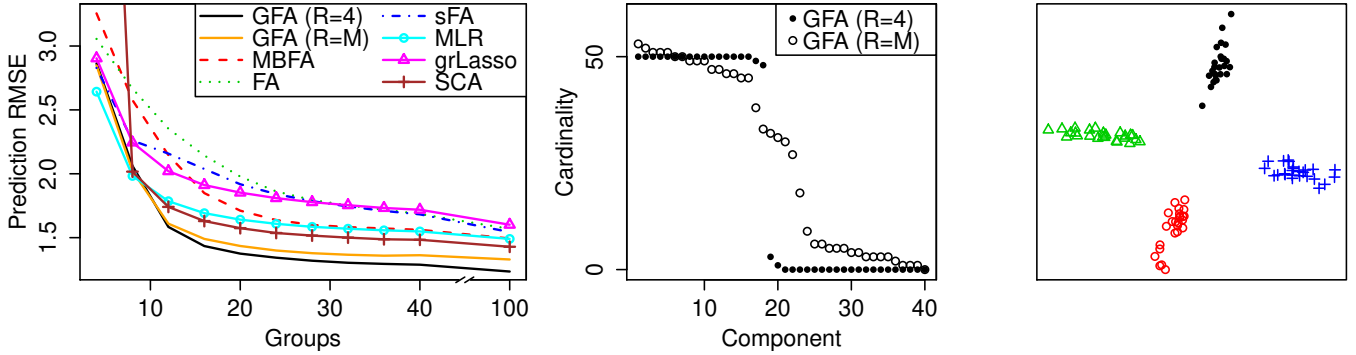 Prediction RMSE
3.0
2.5
2.0
1.5
10
20
30
40
100
Groups
GFA (R=4)
GFA (R=M)
MBFA
FA
sFA
MLR
grLasso
SCA
Cardinality
50
0
0
10
20
30
40
Component
GFA (R=4)
GFA (R=M)